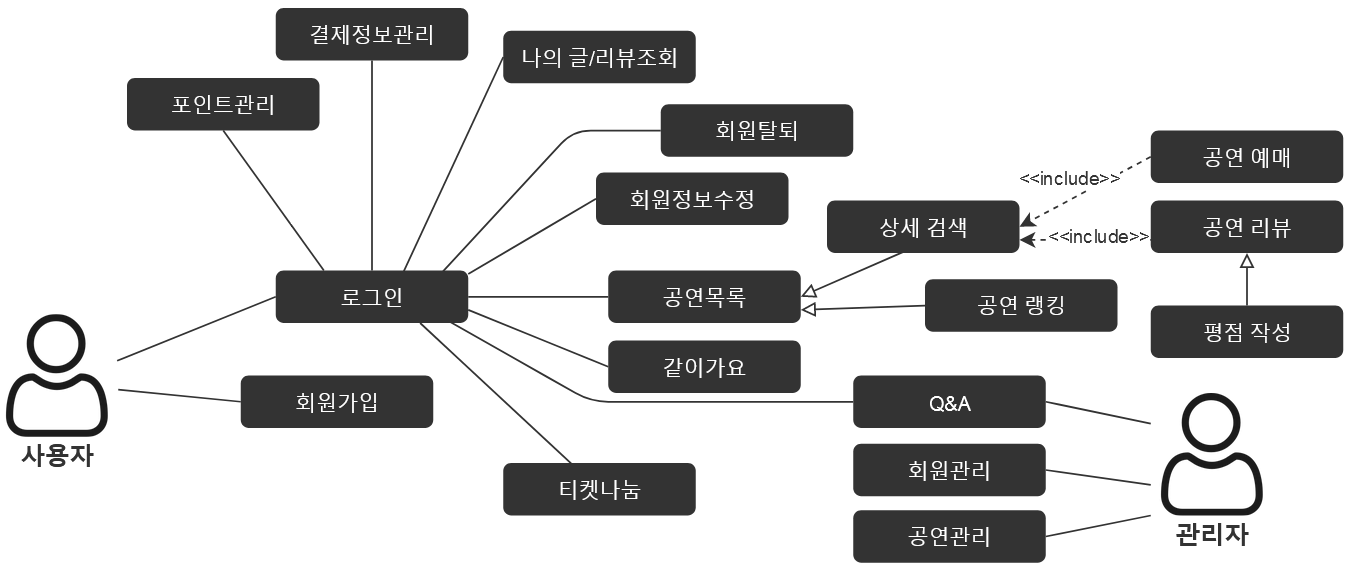 결제정보관리
나의 글/리뷰조회
포인트관리
회원탈퇴
공연 예매
<<include>>
회원정보수정
상세 검색
공연 리뷰
<<include>>
로그인
공연목록
공연 랭킹
평점 작성
같이가요
회원가입
Q&A
사용자
회원관리
티켓나눔
공연관리
관리자